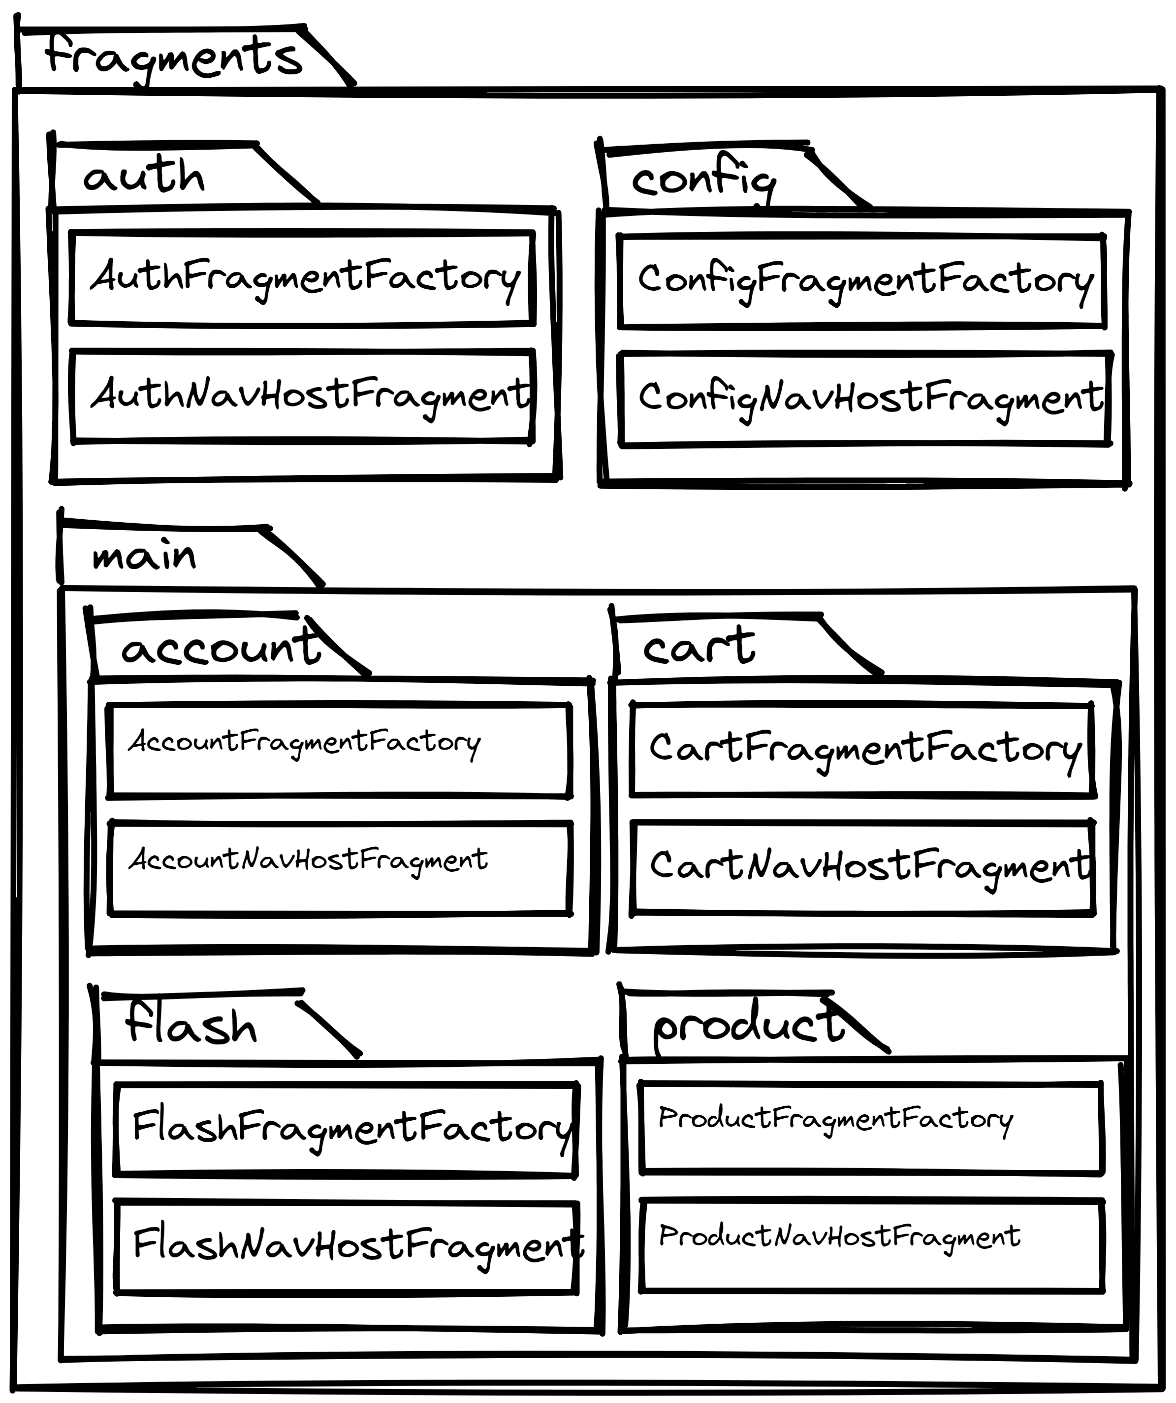 fragments
auth
AuthFragmentFactory
AuthNavHostFragment
config
ConfigFragmentFactory
ConfigNavHostFragment
main
account
AccountFragmentFactory
AccountNavHostFragment
cart
CartFragmentFactory
CartNavHostFragment
flash
FlashFragmentFactory
FlashNavHostFragment
product
ProductFragmentFactory
ProductNavHostFragment